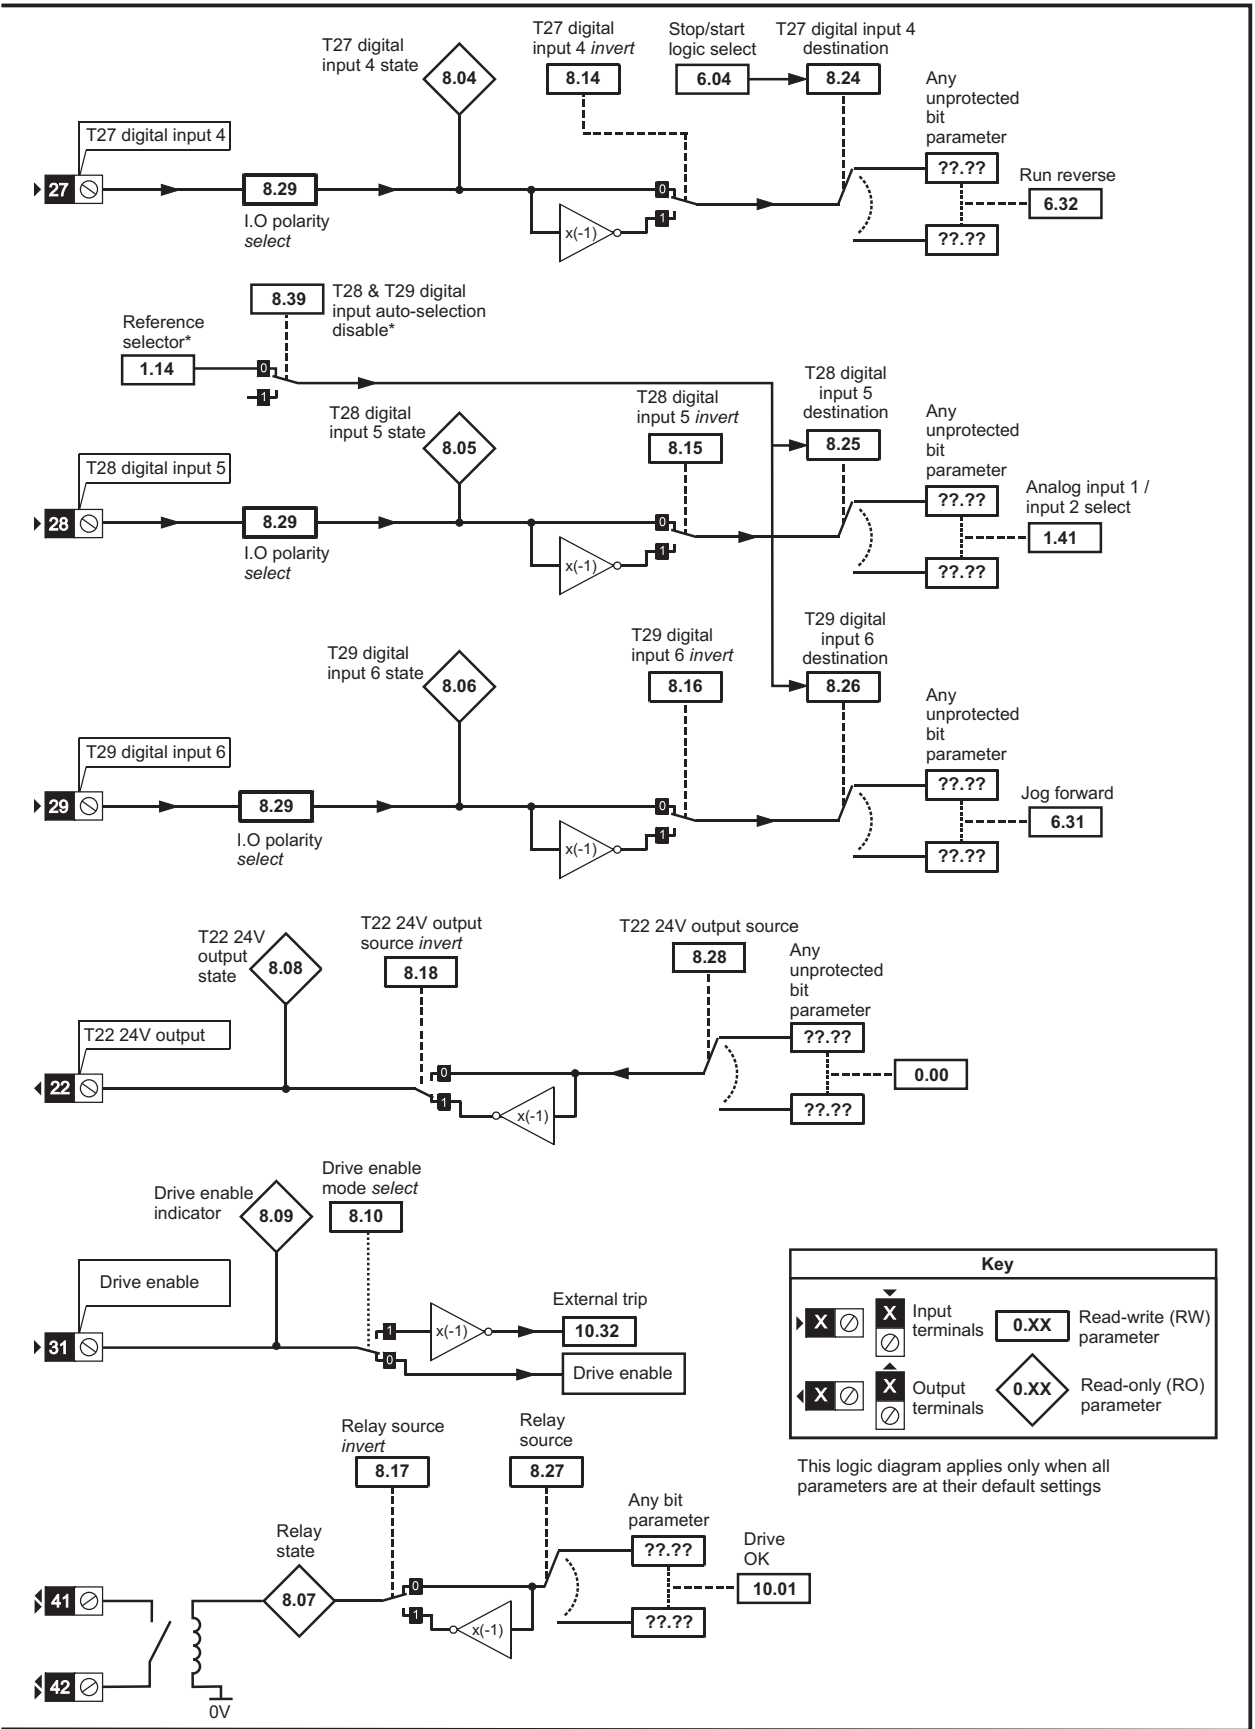 T27 digital
input 4 state
8.04
T27 digital
input 4 invert
8.14
Stop/start
logic select
6.04
T27 digital input 4
destination
8.24
Any
unprotected
bit
parameter
??.??
??.??
Run reverse
6.32
T27 digital input 4
27
8.29
I.O polarity
select
0
1
x(-1)
8.39
T28 & T29 digital
input auto-selection
disable*
Reference
selector*
1.14
0
1
T28 digital
input 5 state
8.05
T28 digital
input 5 invert
8.15
T28 digital
input 5
destination
8.25
Any
unprotected
bit
parameter
??.??
??.??
Analog input 1 /
input 2 select
1.41
T28 digital input 5
28
8.29
I.O polarity
select
0
1
x(-1)
T29 digital
input 6 state
8.06
T29 digital
input 6 invert
8.16
T29 digital
input 6
destination
8.26
Any
unprotected
bit
parameter
??.??
??.??
Jog forward
6.31
T29 digital input 6
29
8.29
I.O polarity
select
0
1
x(-1)
T22 24V
output
state
8.08
T22 24V output
source invert
8.18
T22 24V output source
8.28
Any
unprotected
bit
parameter
??.??
??.??
0.00
T22 24V output
22
0
1
x(-1)
Drive enable
indicator
8.09
Drive enable
mode select
8.10
Drive enable
31
1
0
x(-1)
External trip
10.32
Drive enable
Key
X
X
Input
terminals
0.XX
Read-write (RW)
parameter
X
X
Output
terminals
0.XX
Read-only (RO)
parameter
This logic diagram applies only when all
parameters are at their default settings
Relay source
invert
8.17
Relay
source
8.27
Any bit
parameter
??.??
??.??
Drive
OK
10.01
Relay
state
8.07
0
1
x(-1)
41
42
0V